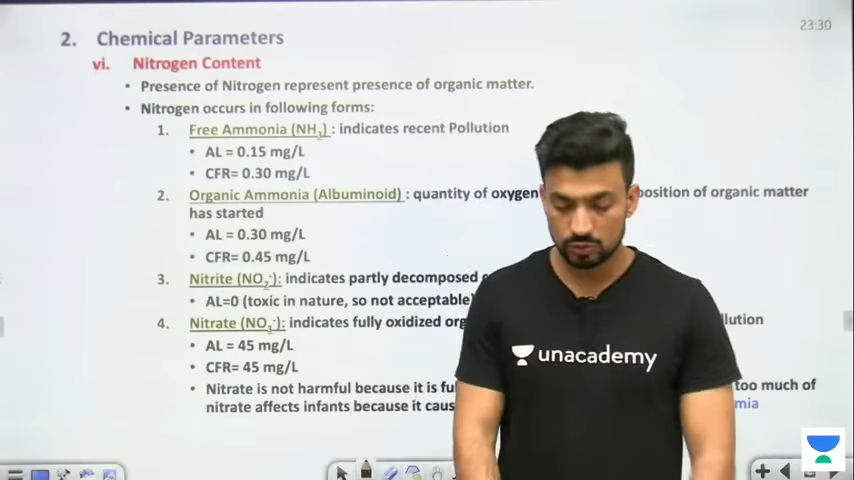 23:30
2. Chemical Parameters
vi. Nitrogen Content
• Presence of Nitrogen represent presence of organic matter.
• Nitrogen occurs in following forms:
1. Free Ammonia (NH3) : indicates recent Pollution
• AL = 0.15 mg/L
• CFR= 0.30 mg/L
2. Organic Ammonia (Albuminoid) : quantity of oxygen position of organic matter
has started
• AL = 0.30 mg/L
• CFR= 0.45 mg/L
3. Nitrite (NO2-): indicates partly decomposed
• AL=0 (toxic in nature, so not acceptable)
4. Nitrate (NO3-): indicates fully oxidized org lution
• AL = 45 mg/L
• CFR= 45 mg/L
• Nitrate is not harmful because it is fu too much of
nitrate affects infants because it caus mia
unacademy